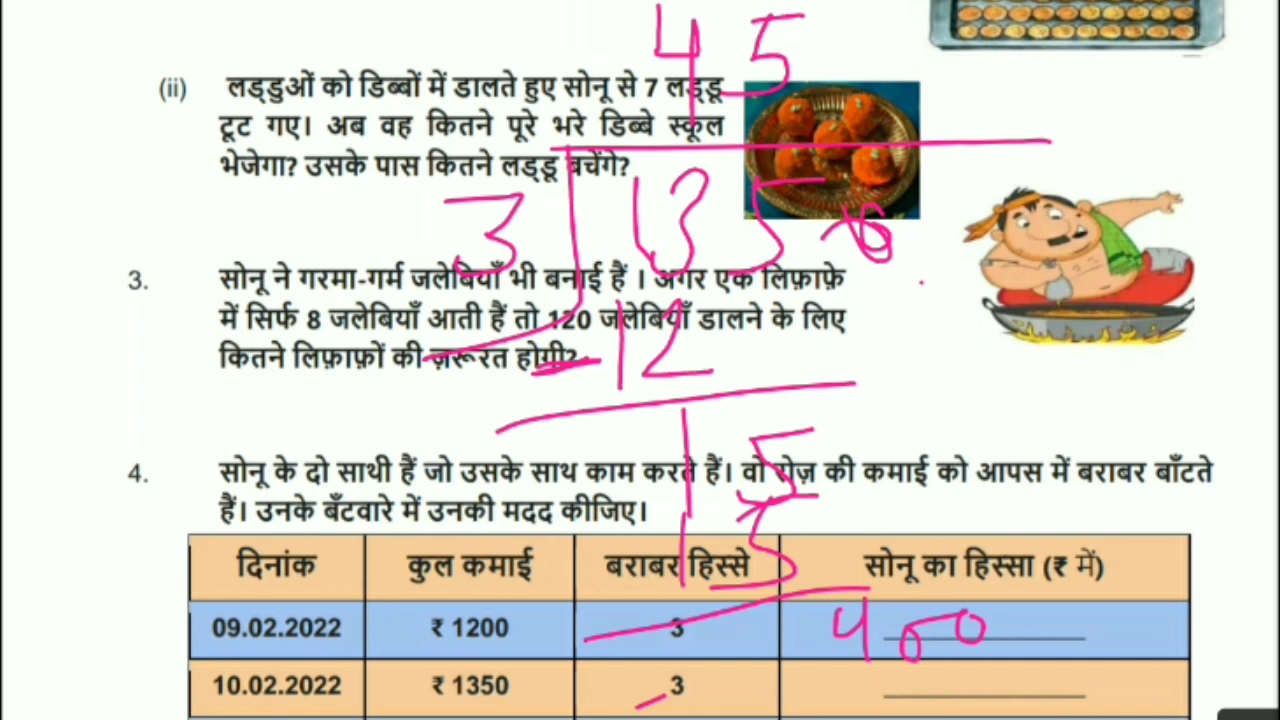 45
(ii) लड्डुओं को डिब्बों में डालते हुए सोनू से 7 लड्डू
टूट गए। अब वह कितने पूरे भरे डिब्बे स्कूल
भेजेगा? उसके पास कितने लड्डू बचेंगे?
3 135
3. सोनू ने गरमा-गर्म जलेबियाँ भी बनाई हैं । अगर एक लिफ़ाफ़े
में सिर्फ 8 जलेबियाँ आती हैं तो 120 जलेबियाँ डालने के लिए
कितने लिफ़ाफ़ों की ज़रूरत होगी?
-12
15
4. सोनू के दो साथी हैं जो उसके साथ काम करते हैं। वो रोज़ की कमाई को आपस में बराबर बाँटते
हैं। उनके बँटवारे में उनकी मदद कीजिए।
15
दिनांक कुल कमाई बराबर हिस्से सोनू का हिस्सा (₹ में)
09.02.2022 ₹ 1200 3 400
10.02.2022 ₹ 1350 3